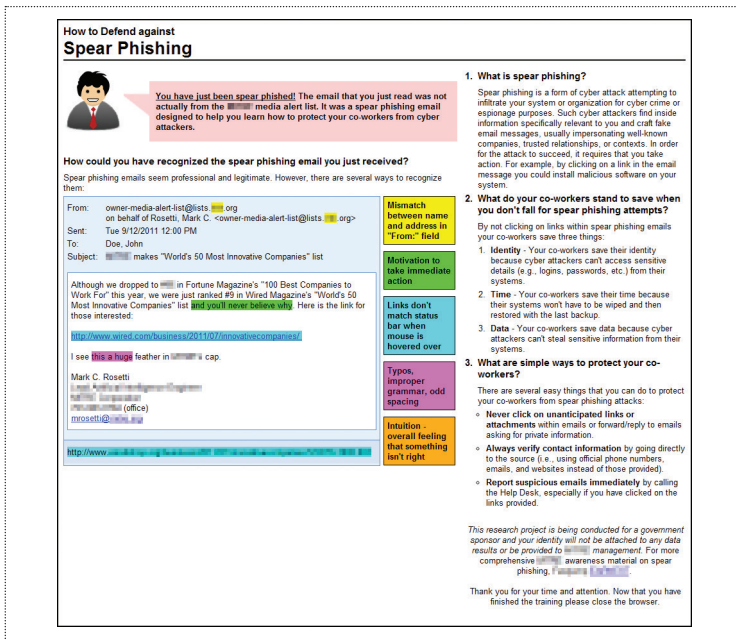 How to Defend against
Spear Phishing
You have just been spear phished! The email that you just read was not
actually from the media alert list. It was a spear phishing email
designed to help you learn how to protect your co-workers from cyber
attackers.
How could you have recognized the spear phishing email you just received?
Spear phishing emails seem professional and legitimate. However, there are several ways to recognize
them:
From: owner-media-alert-list@lists. .org
on behalf of Rosetti, Mark C. <owner-media-alert-list@lists. .org>
Sent: Tue 9/12/2011 12:00 PM
To: Doe, John
Subject: makes "World's 50 Most Innovative Companies" list
Although we dropped to in Fortune Magazine's "100 Best Companies to
Work For" this year, we were just ranked #9 in Wired Magazine's "World's 50
Most Innovative Companies" list and you'll never believe why. Here is the link for
those interested:
http://www.wired.com/business/2011/07/innovativecompanies/
I see this a huge feather in cap.
Mark C. Rosetti
(office)
mrosetti@
http://www.
Mismatch
between name
and address in
"From:" field
Motivation to
take immediate
action
Links don't
match status
bar when
mouse is
hovered over
Typos,
improper
grammar, odd
spacing
Intuition -
overall feeling
that something
isn't right
1. What is spear phishing?
Spear phishing is a form of cyber attack attempting to
infiltrate your system or organization for cyber crime or
espionage purposes. Such cyber attackers find inside
information specifically relevant to you and craft fake
email messages, usually impersonating well-known
companies, trusted relationships, or contexts. In order
for the attack to succeed, it requires that you take
action. For example, by clicking on a link in the email
message you could install malicious software on your
system.
2. What do your co-workers stand to save when
you don't fall for spear phishing attempts?
By not clicking on links within spear phishing emails
your co-workers save three things:
1. Identity - Your co-workers save their identity
because cyber attackers can't access sensitive
details (e.g., logins, passwords, etc.) from their
systems.
2. Time - Your co-workers save their time because
their systems won't have to be wiped and then
restored with the last backup.
3. Data - Your co-workers save data because cyber
attackers can't steal sensitive information from their
systems.
3. What are simple ways to protect your co-
workers?
There are several easy things that you can do to protect
your co-workers from spear phishing attacks:
Never click on unanticipated links or
attachments within emails or forward/reply to emails
asking for private information.
Always verify contact information by going directly
to the source (i.e., using official phone numbers,
emails, and websites instead of those provided).
Report suspicious emails immediately by calling
the Help Desk, especially if you have clicked on the
links provided.
This research project is being conducted for a government
sponsor and your identity will not be attached to any data
results or be provided to management. For more
comprehensive awareness material on spear
phishing,
Thank you for your time and attention. Now that you have
finished the training please close the browser.